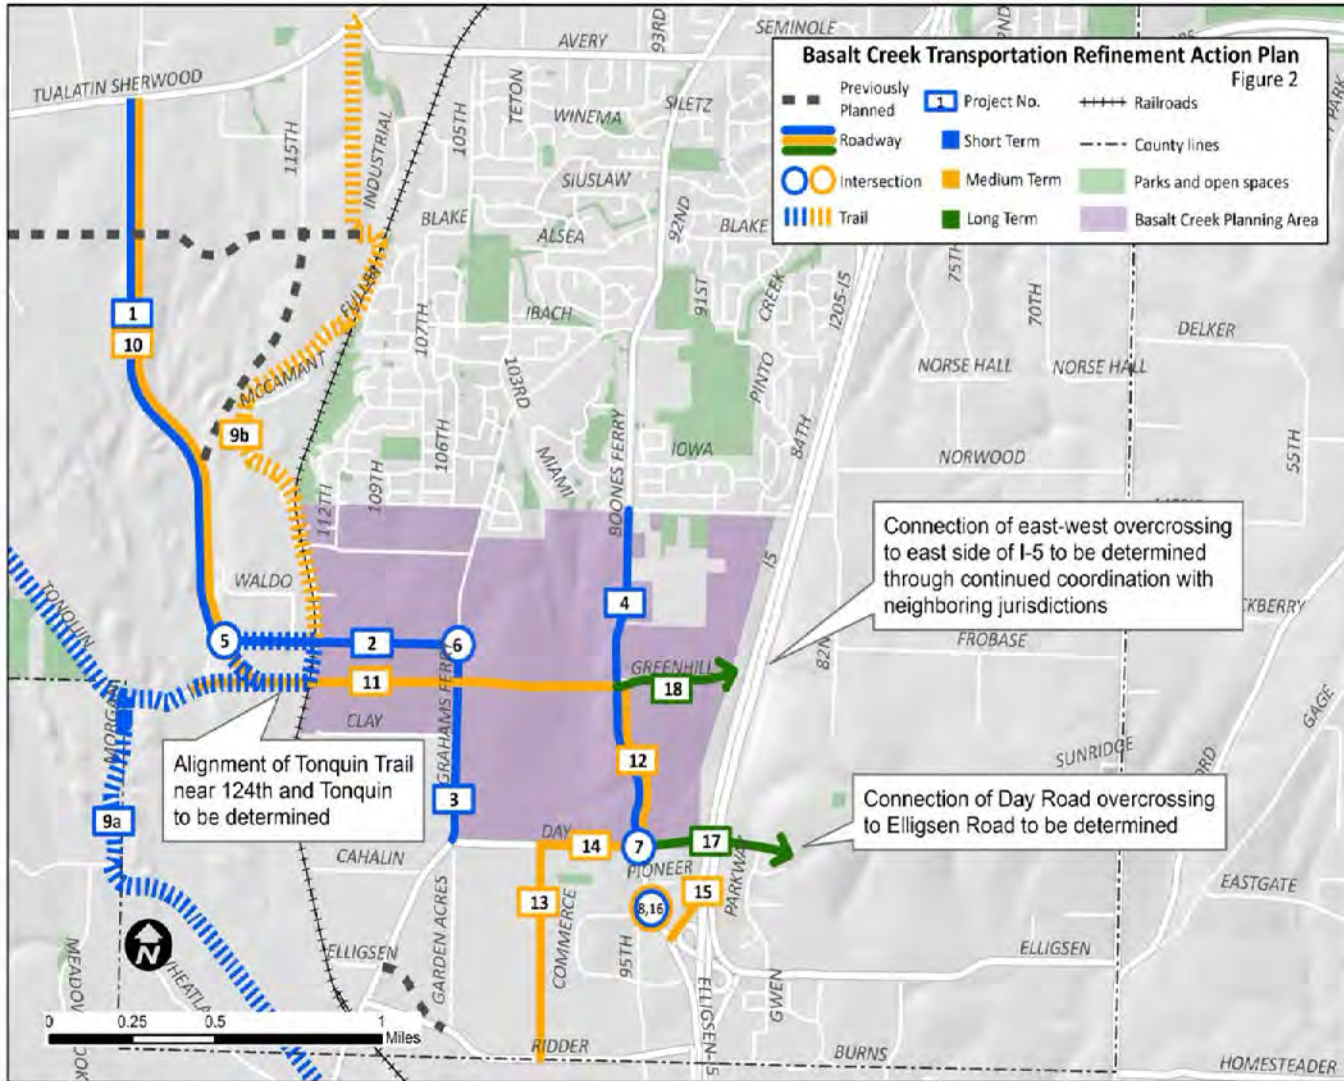 Basalt Creek Transportation Refinement Action Plan
Figure 2
Previously
Planned
1 Project No.
Railroads
Roadway
Short Term
County lines
Intersection
Medium Term
Parks and open spaces
Trail
Long Term
Basalt Creek Planning Area
SEMINOLE
AVERY
93RD
TUALATIN SHERWOOD
TETON
SILETZ
WINEMA
105TH
115TH
INDUSTRIAL
SIUSLAW
BLAKE
ALSEA
92ND
BLAKE
75TH
70TH
I205-I5
FULLER
CREEK
91ST
1
10
107TH
IBACH
DELKER
MCCAMANT
103RD
PINTO
NORSE HALL
NORSE HALL
9b
106TH
BOONES FERRY
IOWA
84TH
NORWOOD
55TH
109TH
MIAMI
112TH
Connection of east-west overcrossing
to east side of I-5 to be determined
through continued coordination with
neighboring jurisdictions
I5
WALDO
TONQUIN
4
5
2
6
FROBASE
82N
GREENHILL
11
18
MORGAN
CLAY
GRAHAMS FERRY
GAGE
Alignment of Tonquin Trail
near 124th and Tonquin
to be determined
12
SUNRIDGE
3
9a
Connection of Day Road overcrossing
to Elligsen Road to be determined
DAY
14
7
17
CAHALIN
PIONEER
PARKWAY
13
15
8,16
EASTGATE
GARDEN ACRES
COMMERCE
95TH
N
ELLIGSEN
ELLIGSEN
GWEN
ELLIGSEN-I5
0 0.25 0.5 1
Miles
RIDDER
BURNS
HOMESTEADER